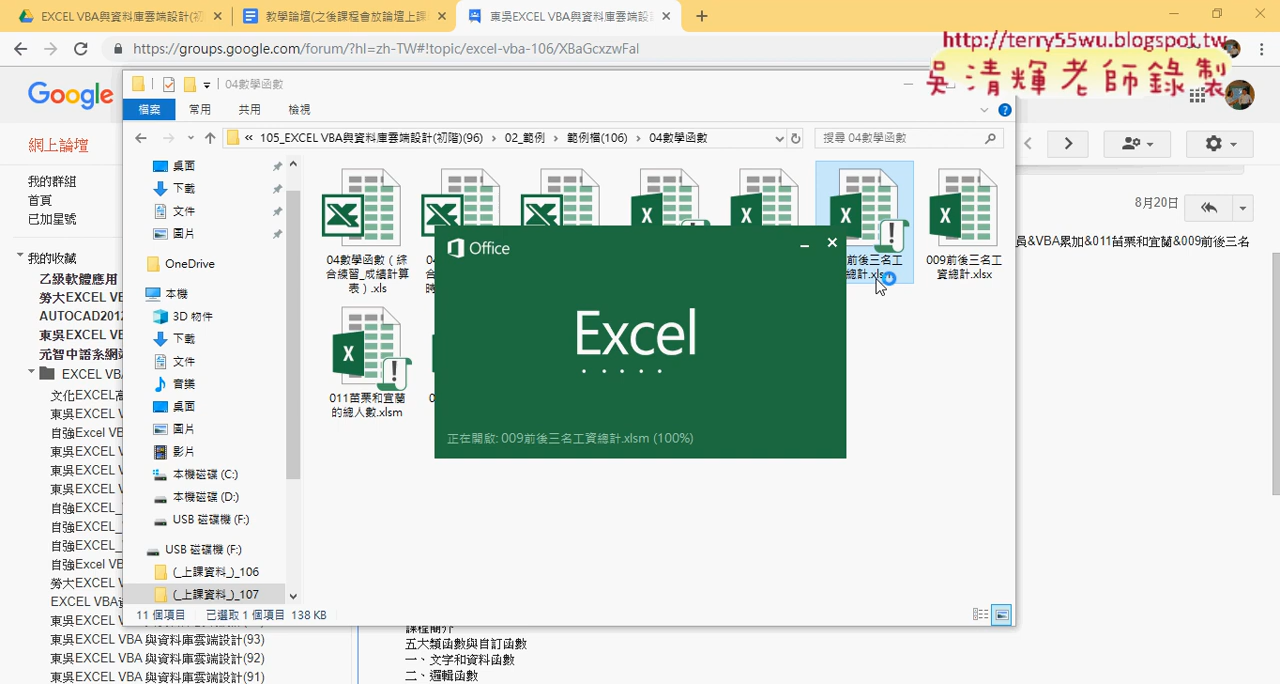 EXCEL VBA與資料庫雲端設計(初
教學論壇(之後課程會放論壇上課
東吳EXCEL VBA與資料庫雲端設
https://groups.google.com/forum/?hl=zh-TW#!topic/excel-vba-106/XBaGcxzwFaI
http://terry55wu.blogspot.tw
吳清輝老師錄製
Google
網上論壇
我的群組
首頁
已加星號
我的收藏
乙級軟體應用
勞大EXCEL VE
AUTOCAD2012
東吳EXCEL VE
元智中語系網
EXCEL VBA
文化EXCEL高
東吳EXCEL V
自強Excel VB
東吳EXCEL V
東吳EXCEL V
東吳EXCEL V
自強EXCEL_
自強EXCEL_
自強EXCEL_
自強Excel VB
勞大EXCEL V
EXCEL VBA資
東吳EXCEL V
東吳EXCEL VBA 與資料庫雲端設計(93)
東吳EXCEL VBA 與資料庫雲端設計(92)
東吳EXCEL VBA 與資料庫雲端設計(91)
04數學函數
檔案 常用 共用 檢視
« 105_EXCEL VBA與資料庫雲端設計(初階)(96) › 02_範例 › 範例檔(106) › 04數學函數
搜尋 04數學函數
桌面
下載
文件
圖片
OneDrive
本機
3D 物件
下載
文件
音樂
桌面
圖片
影片
本機磁碟 (C:)
本機磁碟 (D:)
USB 磁碟機 (F:)
USB 磁碟機 (F:)
(_上課資料_)_106
(_上課資料_)_107
04數學函數（綜
合練習_成績計算
表）.xls
前後三名工
總計.xlsm
009前後三名工
資總計.xlsx
011苗栗和宜蘭
的總人數.xlsm
Office
Excel
正在開啟: 009前後三名工資總計.xlsm (100%)
11 個項目 已選取 1 個項目 138 KB
8月20日
員&VBA累加&011苗栗和宜蘭&009前後三名
課程簡介
五大類函數與自訂函數
一、文字和資料函數
二、邏輯函數